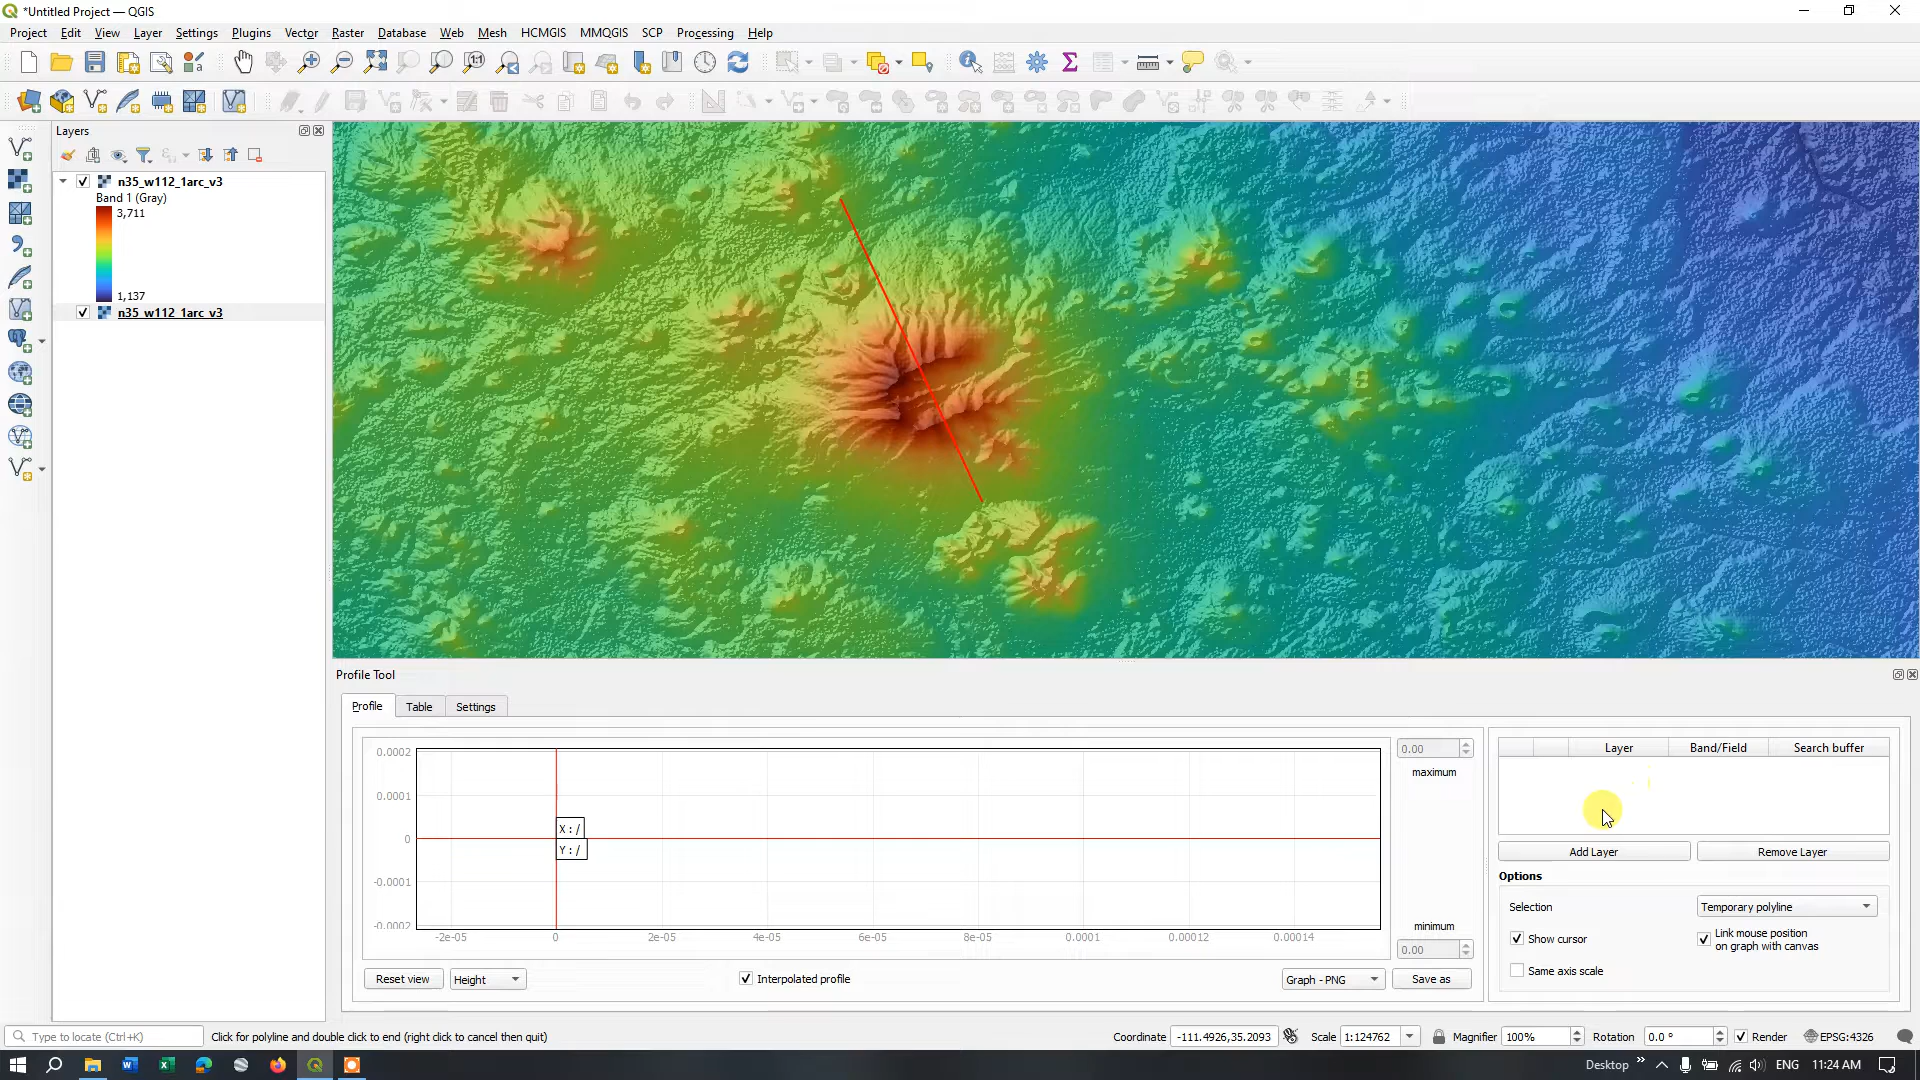 *Untitled Project — QGIS
Project Edit View Layer Settings Plugins Vector Raster Database Web Mesh HCMGIS MMQGIS SCP Processing Help
Layers
n35_w112_1arc_v3
Band 1 (Gray)
3,711
1,137
n35_w112_1arc_v3
Profile Tool
Profile Table Settings
0.0002
0.0001
0
-0.0001
-0.0002
X : /
Y : /
-2e-05 0 2e-05 4e-05 6e-05 8e-05 0.0001 0.00012 0.00014
0.00
maximum
minimum
0.00
Reset view Height Interpolated profile Graph - PNG Save as
Layer Band/Field Search buffer
Add Layer Remove Layer
Options
Selection Temporary polyline
Show cursor Link mouse position
on graph with canvas
Same axis scale
Type to locate (Ctrl+K) Click for polyline and double click to end (right click to cancel then quit) Coordinate -111.4926,35.2093 Scale 1:124762 Magnifier 100% Rotation 0.0 ° Render EPSG:4326
Desktop ENG 11:24 AM